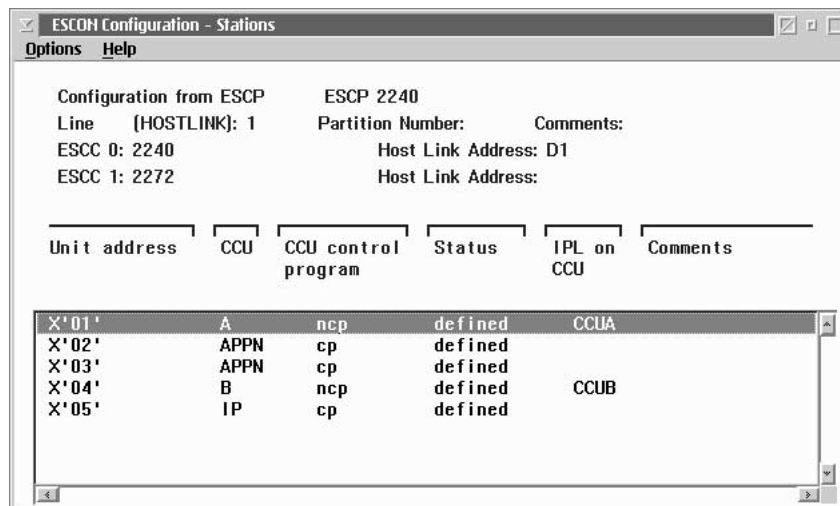 ESCON Configuration - Stations
Options Help
Configuration from ESCP ESCP 2240
Line (HOSTLINK): 1 Partition Number: Comments:
ESCC 0: 2240 Host Link Address: D1
ESCC 1: 2272 Host Link Address:
Unit address CCU CCU control Status IPL on Comments
program CCU
X'01' A ncp defined CCUA
X'02' APPN cp defined
X'03' APPN cp defined
X'04' B ncp defined CCUB
X'05' IP cp defined